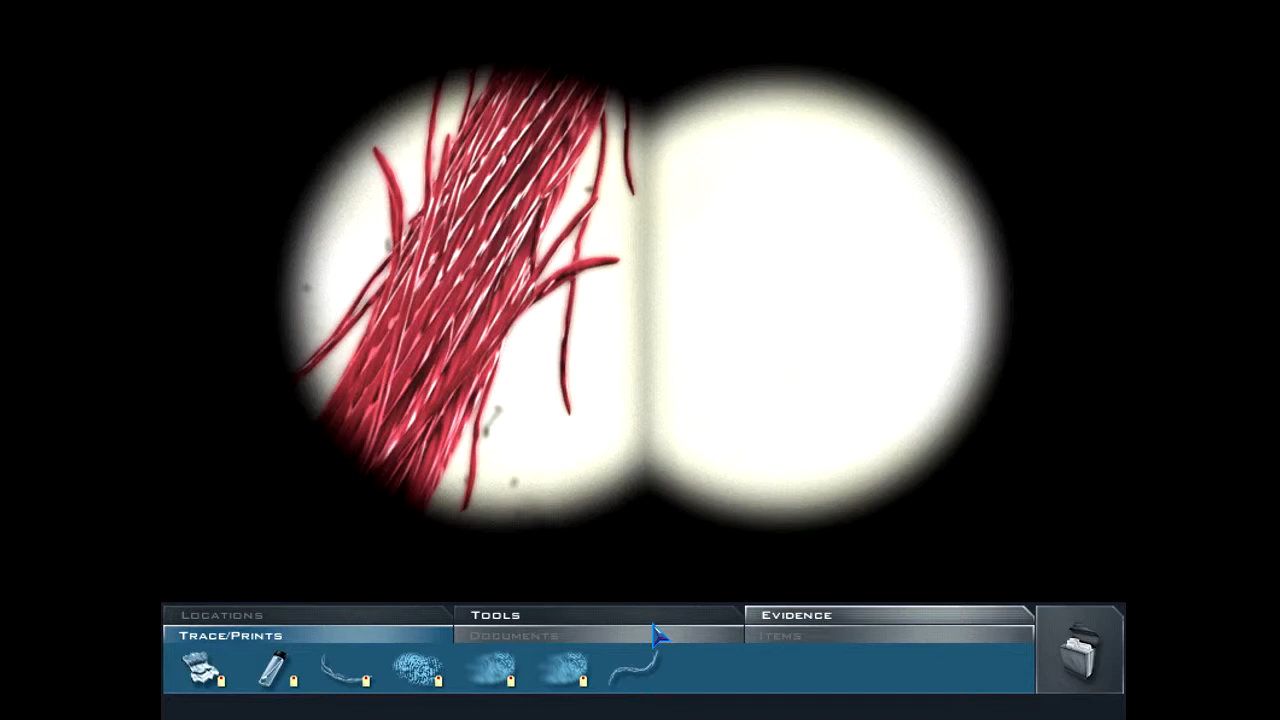 LOCATIONS
TOOLS
EVIDENCE
TRACE/PRINTS
DOCUMENTS
ITEMS